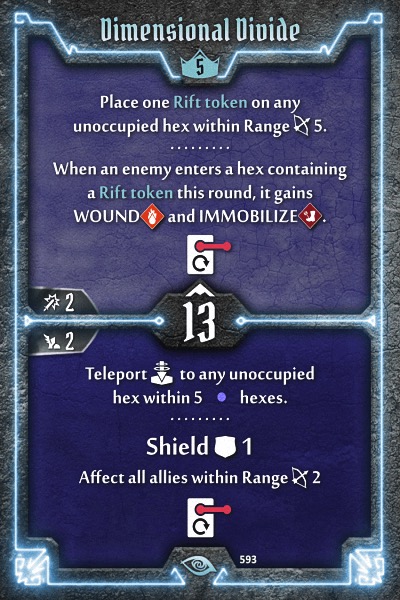 Dimensional Divide
5
Place one Rift token on any
unoccupied hex within Range 5.
When an enemy enters a hex containing
a Rift token this round, it gains
WOUND and IMMOBILIZE.
2
13
2
Teleport to any unoccupied
hex within 5 hexes.
Shield 1
Affect all allies within Range 2
593